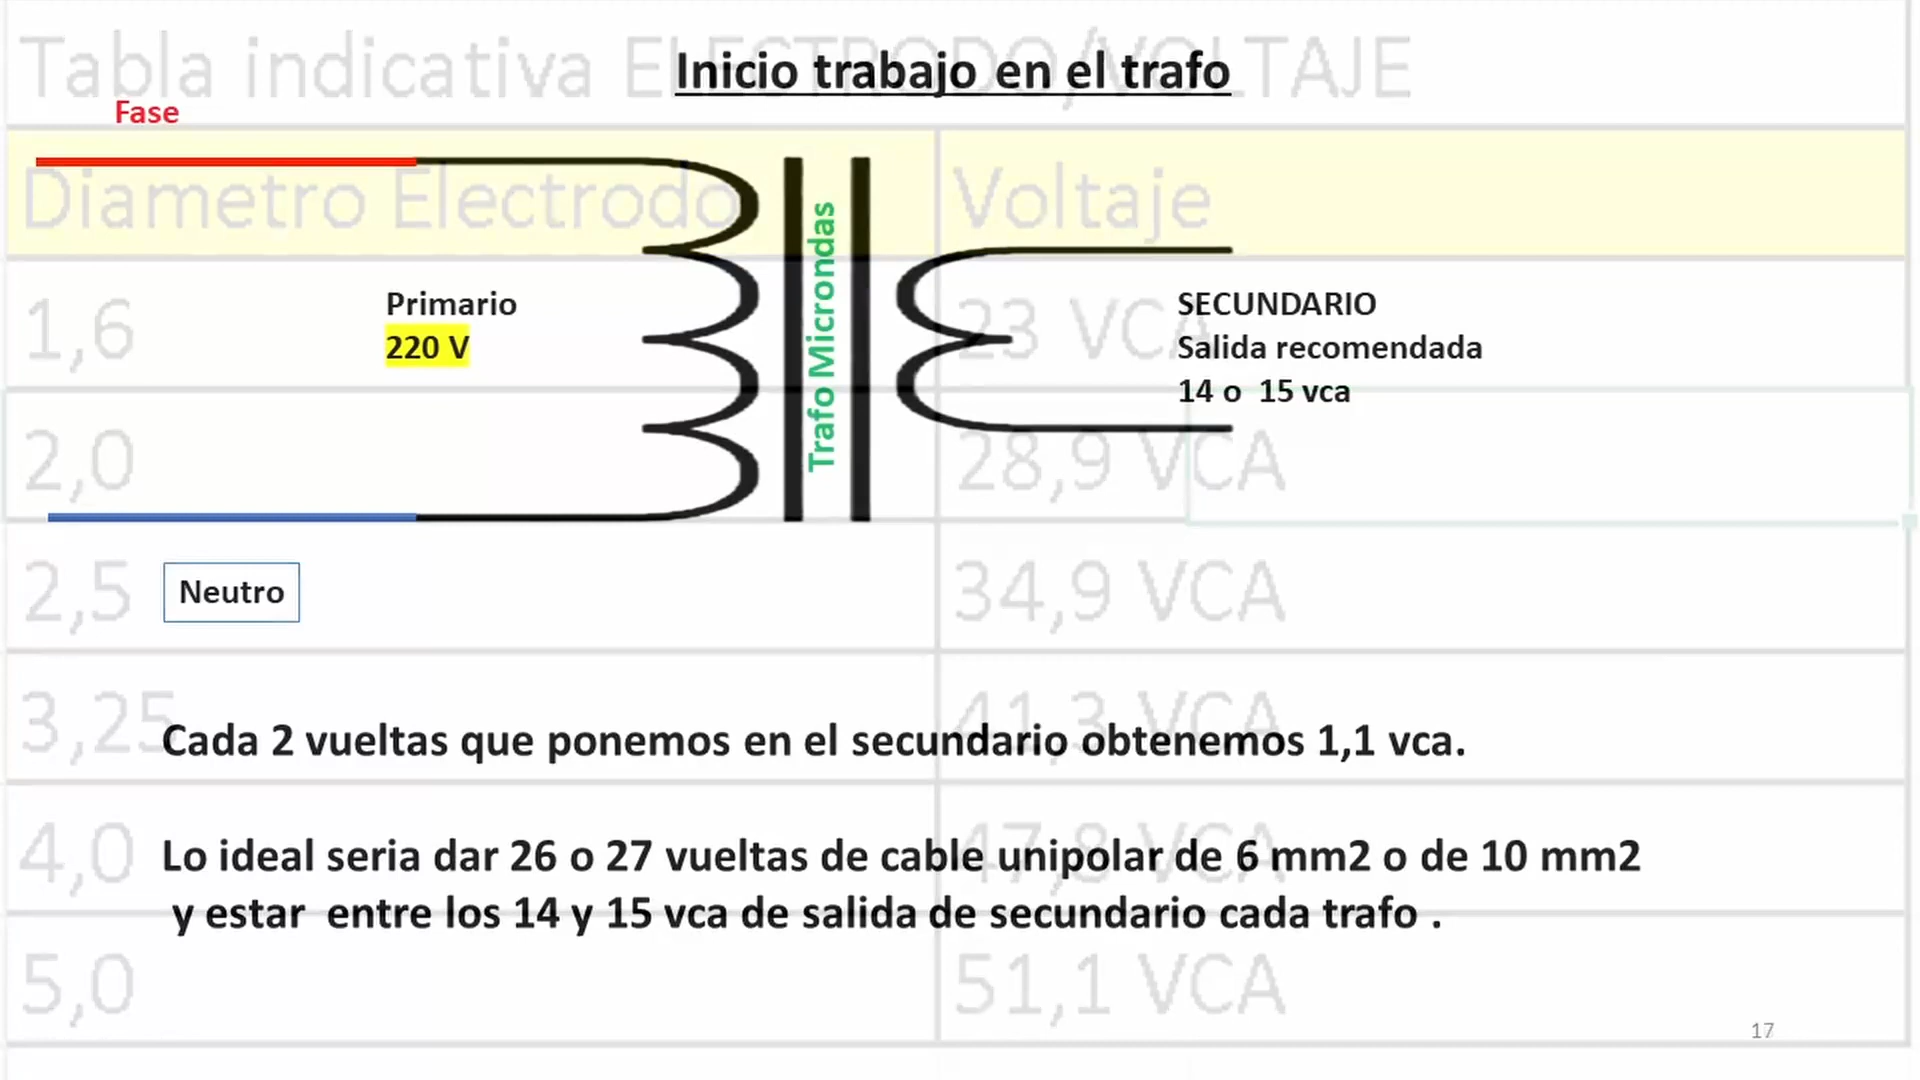 Tabla indicativa ELECTRODO/VOLTAJE
Inicio trabajo en el trafo
Fase
Diametro Electrodo
Voltaje
Trafo Microndas
Primario
220 V
SECUNDARIO
Salida recomendada
14 o  15 vca
1,6
23 VCA
2,0
28,9 VCA
2,5
34,9 VCA
Neutro
3,25
41,3 VCA
Cada 2 vueltas que ponemos en el secundario obtenemos 1,1 vca.
4,0
47,8 VCA
Lo ideal seria dar 26 o 27 vueltas de cable unipolar de 6 mm2 o de 10 mm2
y estar  entre los 14 y 15 vca de salida de secundario cada trafo .
5,0
51,1 VCA
17